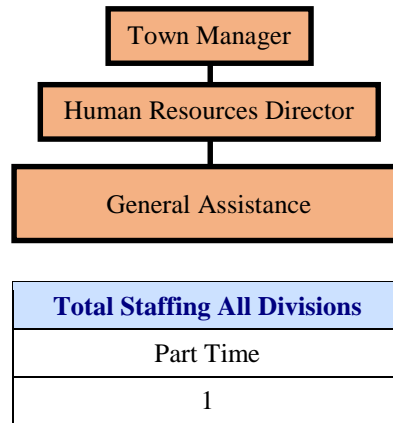 Town Manager
Human Resources Director
General Assistance
Total Staffing All Divisions
Part Time
1